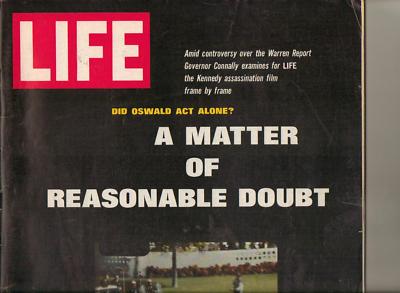 LIFE
Amid controversy over the Warren Report
Governor Connally examines for LIFE
the Kennedy assassination film
frame by frame
DID OSWALD ACT ALONE?
A MATTER
OF
REASONABLE DOUBT